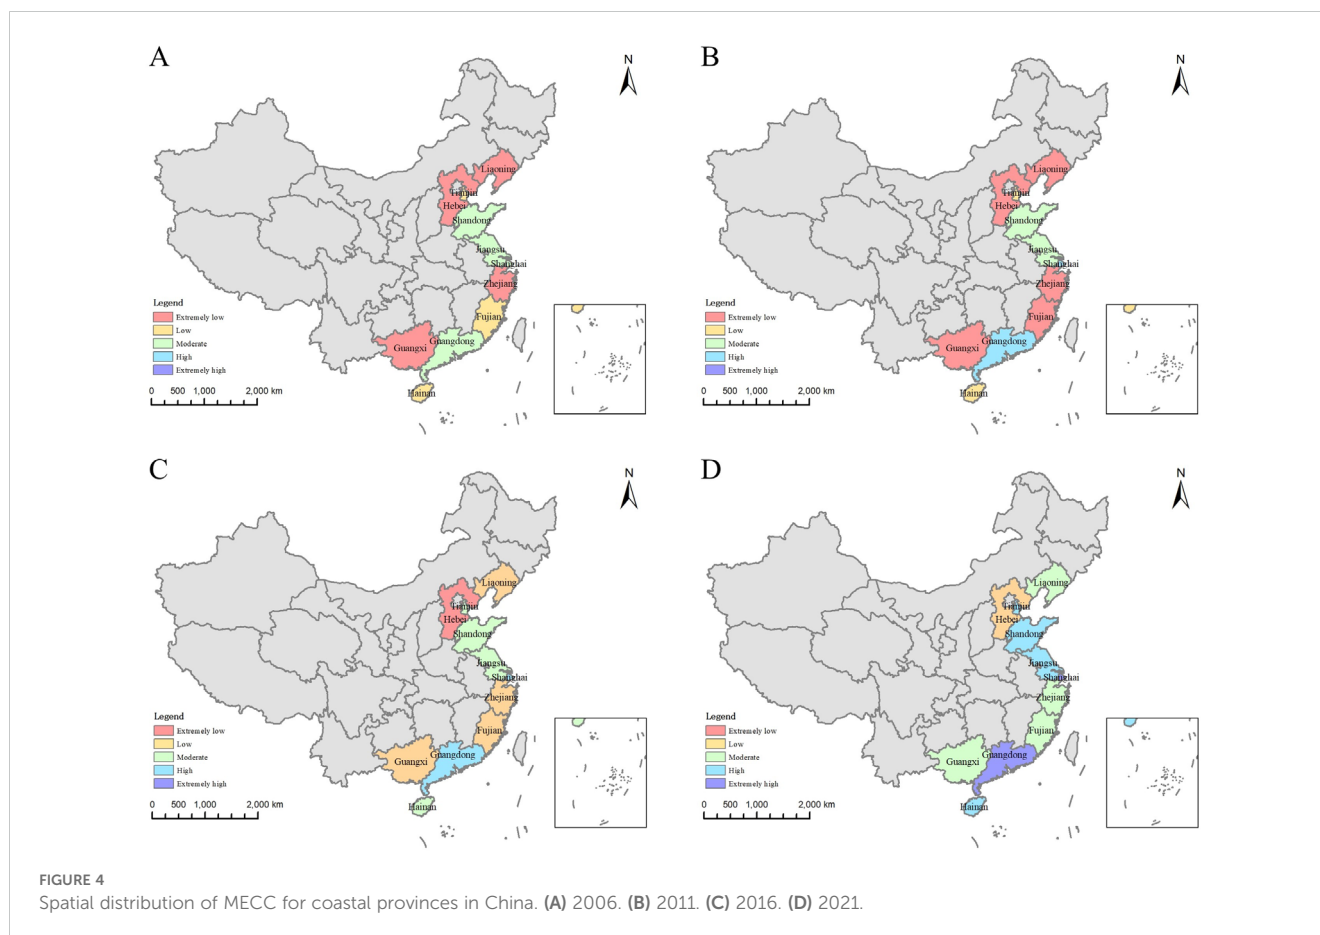 A
N
Liaoning
Tianjin
Hebei
Shandong
Jiangsu
Shanghai
Zhejiang
Fujian
Guangdong
Guangxi
Hainan
Legend
Extremely low
Low
Moderate
High
Extremely high
0 500 1,000 2,000 km
B
N
Liaoning
Tianjin
Hebei
Shandong
Jiangsu
Shanghai
Zhejiang
Fujian
Guangdong
Guangxi
Hainan
Legend
Extremely low
Low
Moderate
High
Extremely high
0 500 1,000 2,000 km
C
N
Liaoning
Tianjin
Hebei
Shandong
Jiangsu
Shanghai
Zhejiang
Fujian
Guangdong
Guangxi
Hainan
Legend
Extremely low
Low
Moderate
High
Extremely high
0 500 1,000 2,000 km
D
N
Liaoning
Tianjin
Hebei
Shandong
Jiangsu
Shanghai
Zhejiang
Fujian
Guangdong
Guangxi
Hainan
Legend
Extremely low
Low
Moderate
High
Extremely high
0 500 1,000 2,000 km
FIGURE 4
Spatial distribution of MECC for coastal provinces in China. (A) 2006. (B) 2011. (C) 2016. (D) 2021.